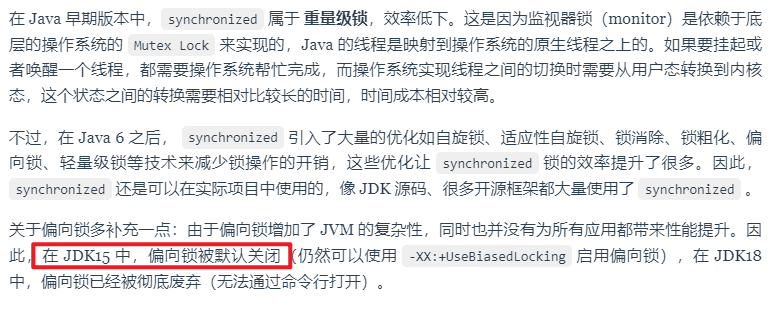 在 Java 早期版本中，synchronized 属于 重量级锁，效率低下。这是因为监视器锁（monitor）是依赖于底
层的操作系统的 Mutex Lock 来实现的，Java 的线程是映射到操作系统的原生线程之上的。如果要挂起或
者唤醒一个线程，都需要操作系统帮忙完成，而操作系统实现线程之间的切换时需要从用户态转换到内核
态，这个状态之间的转换需要相对比较长的时间，时间成本相对较高。
不过，在 Java 6 之后， synchronized 引入了大量的优化如自旋锁、适应性自旋锁、锁消除、锁粗化、偏
向锁、轻量级锁等技术来减少锁操作的开销，这些优化让 synchronized 锁的效率提升了很多。因此，
synchronized 还是可以在实际项目中使用的，像 JDK 源码、很多开源框架都大量使用了 synchronized 。
关于偏向锁多补充一点：由于偏向锁增加了 JVM 的复杂性，同时也并没有为所有应用都带来性能提升。因
此，在 JDK15 中，偏向锁被默认关闭（仍然可以使用 -XX:+UseBiasedLocking 启用偏向锁），在 JDK18
中，偏向锁已经被彻底废弃（无法通过命令行打开）。